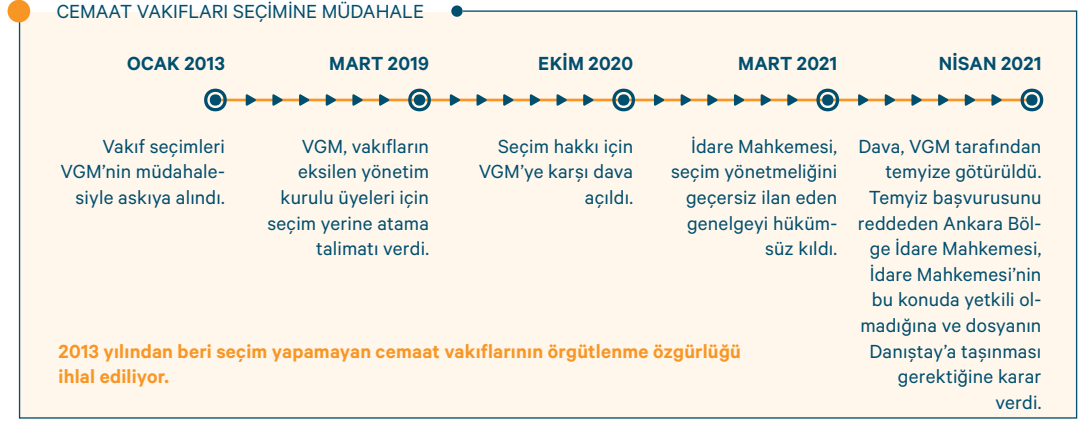 CEMAAT VAKIFLARI SEÇİMİNE MÜDAHALE
OCAK 2013
Vakıf seçimleri
VGM’nin müdahale-
siyle askıya alındı.
MART 2019
VGM, vakıfların
eksilen yönetim
kurulu üyeleri için
seçim yerine atama
talimatı verdi.
EKİM 2020
Seçim hakkı için
VGM’ye karşı dava
açıldı.
MART 2021
İdare Mahkemesi,
seçim yönetmeliğini
geçersiz ilan eden
genelgeyi hüküm-
süz kıldı.
NİSAN 2021
Dava, VGM tarafından
temyize götürüldü.
Temyiz başvurusunu
reddeden Ankara Böl-
ge İdare Mahkemesi,
İdare Mahkemesi’nin
bu konuda yetkili ol-
madığına ve dosyanın
Danıştay’a taşınması
gerektiğine karar
verdi.
2013 yılından beri seçim yapamayan cemaat vakıflarının örgütlenme özgürlüğü
ihlal ediliyor.